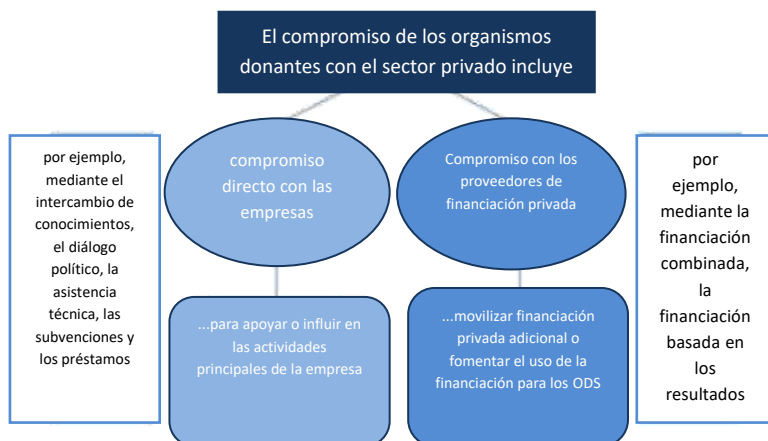 El compromiso de los organismos
donantes con el sector privado incluye
por ejemplo,
mediante el
intercambio de
conocimientos,
el diálogo
político, la
asistencia
técnica, las
subvenciones y
los préstamos
compromiso
directo con las
empresas
Compromiso con los
proveedores de
financiación privada
por
ejemplo,
mediante la
financiación
combinada,
la
financiación
basada en
los
resultados
...para apoyar o influir en
las actividades
principales de la empresa
...movilizar financiación
privada adicional o
fomentar el uso de la
financiación para los ODS